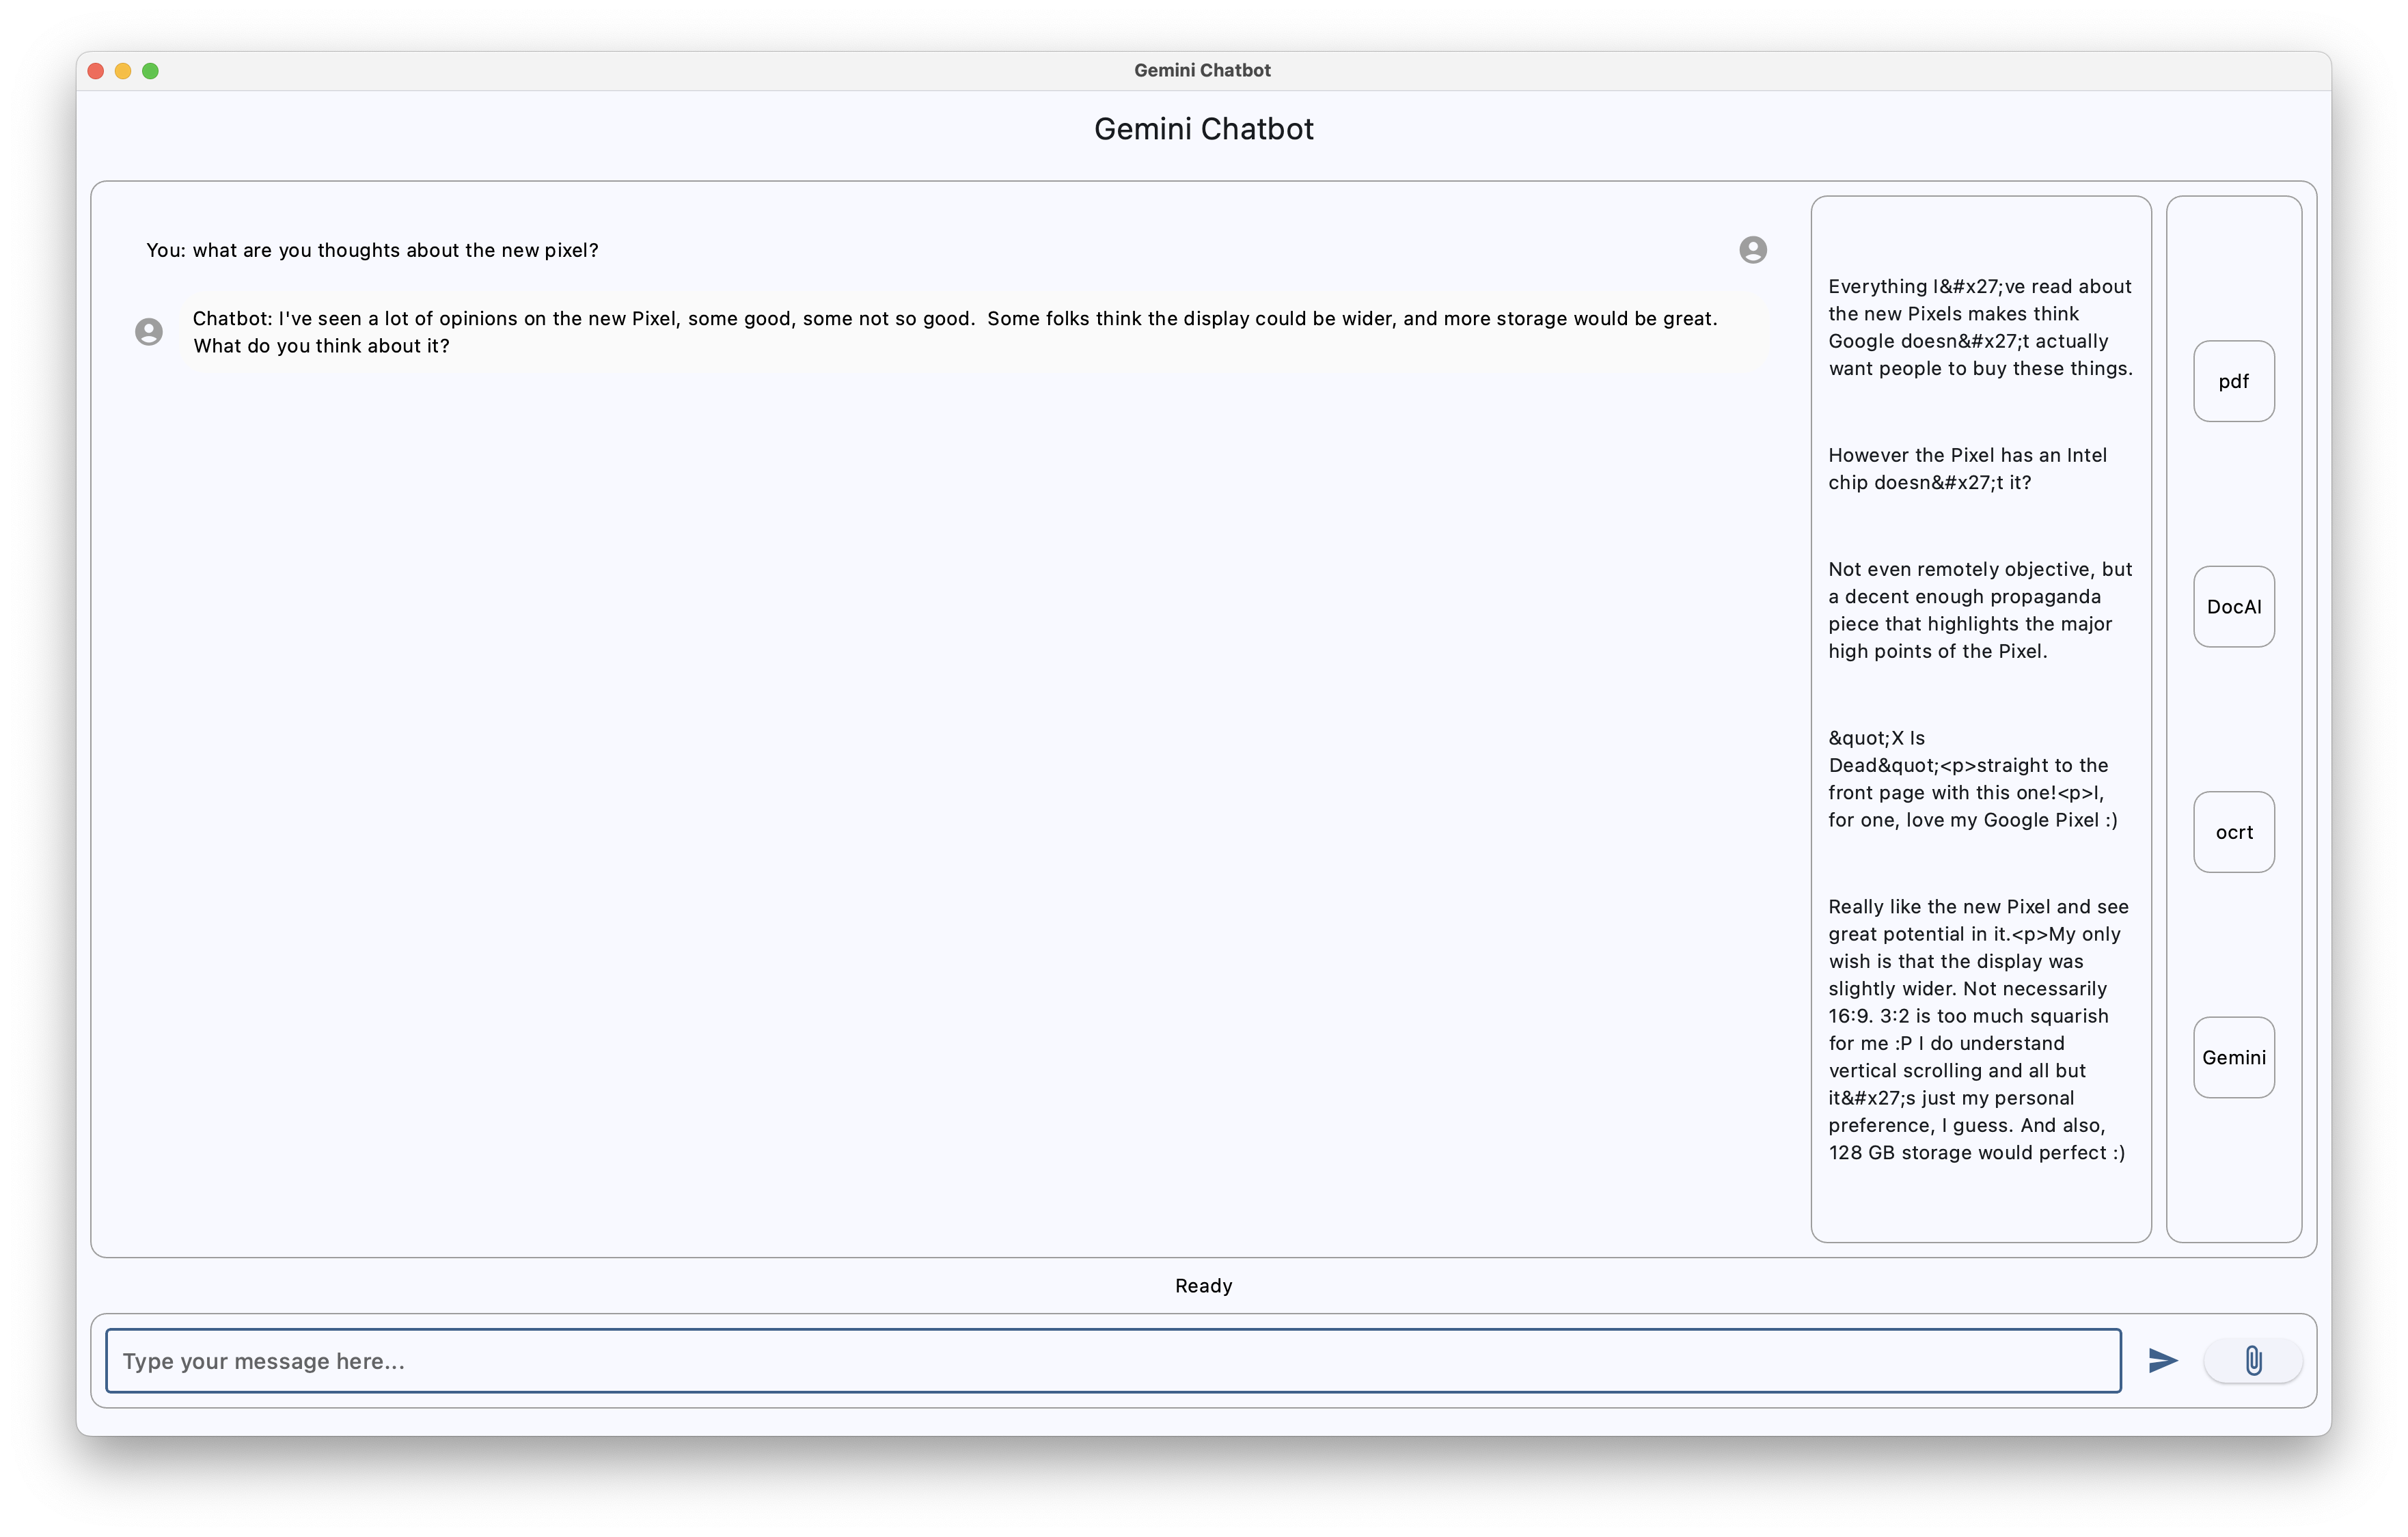 Gemini Chatbot
Gemini Chatbot
You: what are you thoughts about the new pixel?
Chatbot: I've seen a lot of opinions on the new Pixel, some good, some not so good.  Some folks think the display could be wider, and more storage would be great.
What do you think about it?
Everything I&#x27;ve read about
the new Pixels makes think
Google doesn&#x27;t actually
want people to buy these things.
However the Pixel has an Intel
chip doesn&#x27;t it?
Not even remotely objective, but
a decent enough propaganda
piece that highlights the major
high points of the Pixel.
&quot;X Is
Dead&quot;<p>straight to the
front page with this one!<p>I,
for one, love my Google Pixel :)
Really like the new Pixel and see
great potential in it.<p>My only
wish is that the display was
slightly wider. Not necessarily
16:9. 3:2 is too much squarish
for me :P I do understand
vertical scrolling and all but
it&#x27;s just my personal
preference, I guess. And also,
128 GB storage would perfect :)
pdf
DocAI
ocrt
Gemini
Ready
Type your message here...